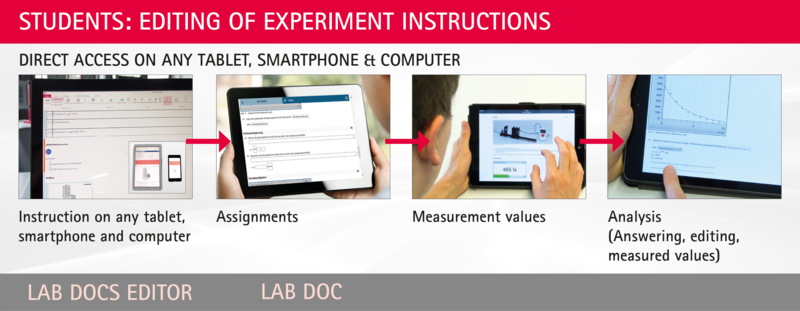 STUDENTS: EDITING OF EXPERIMENT INSTRUCTIONS
DIRECT ACCESS ON ANY TABLET, SMARTPHONE & COMPUTER
Instruction on any tablet,
smartphone and computer
Assignments
Measurement values
Analysis
(Answering, editing,
measured values)
LAB DOCS EDITOR
LAB DOC